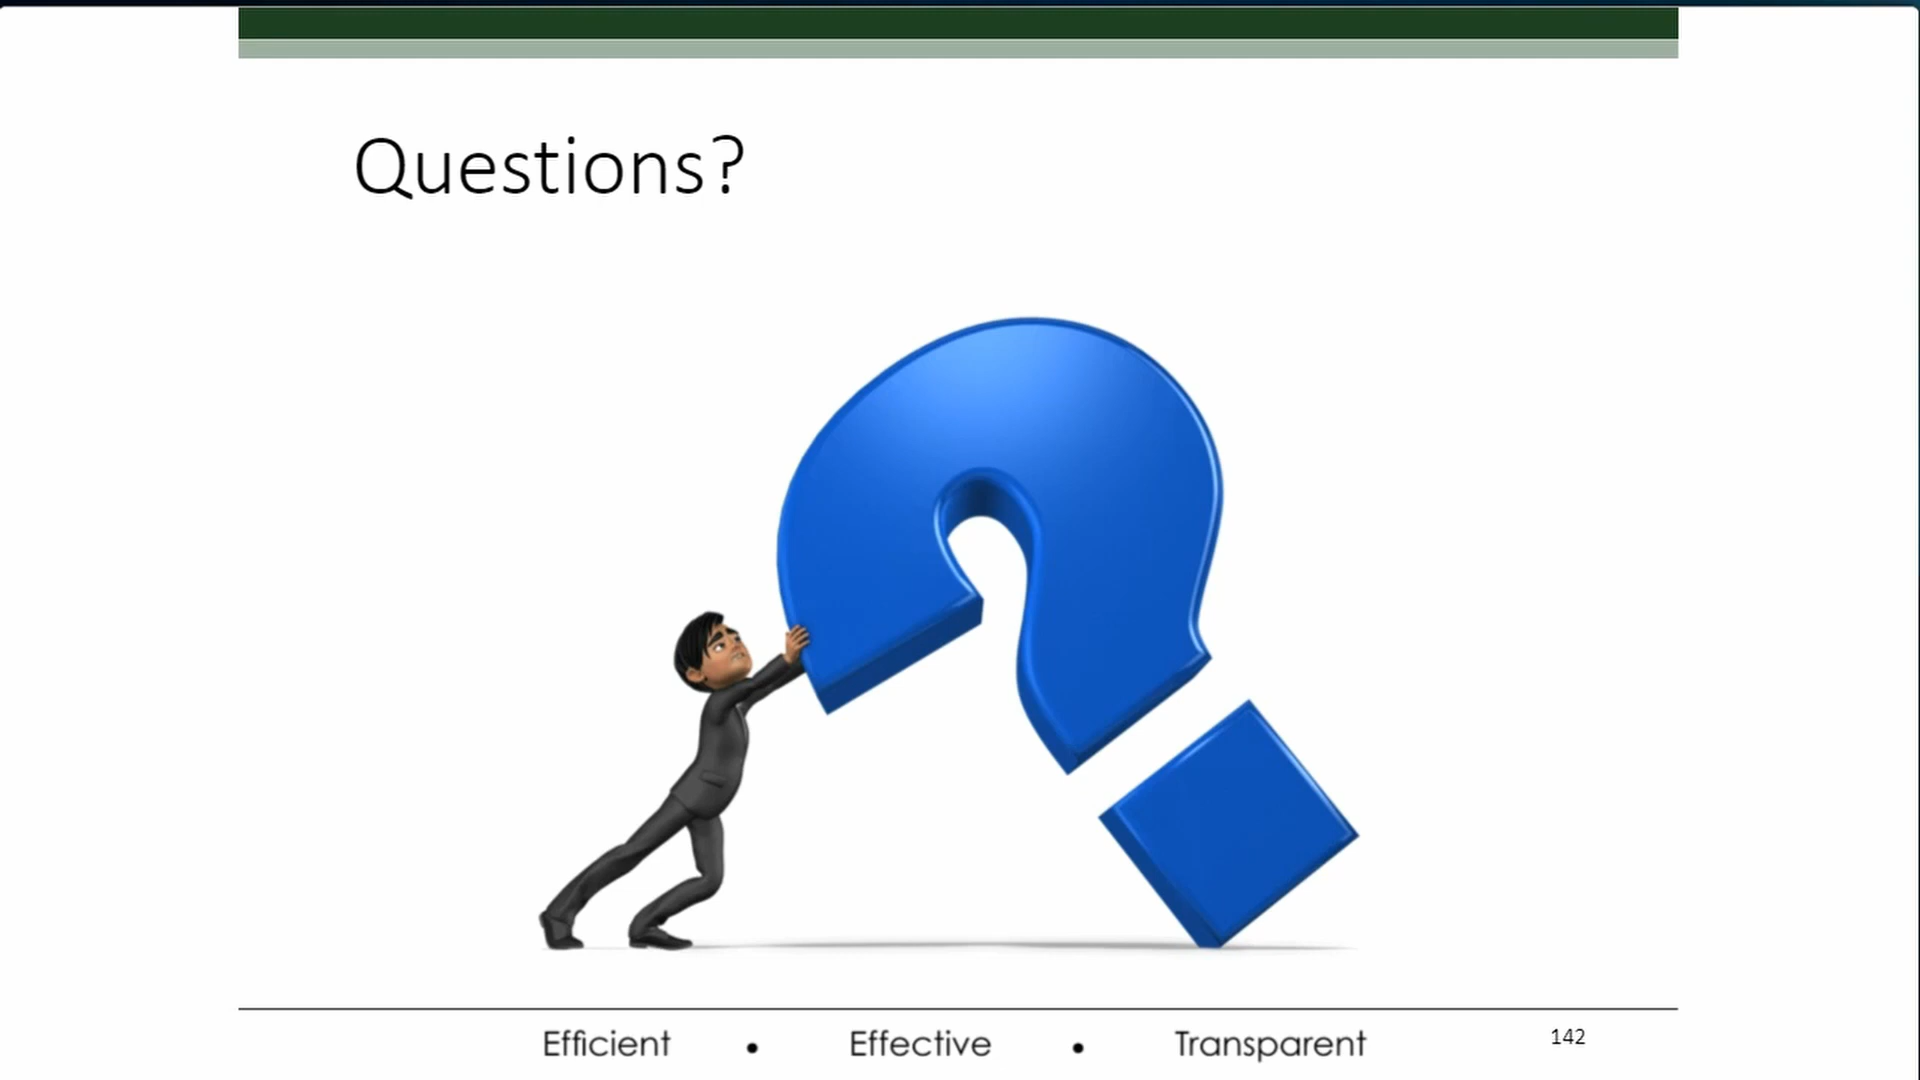 Questions?
Efficient • Effective • Transparent 142